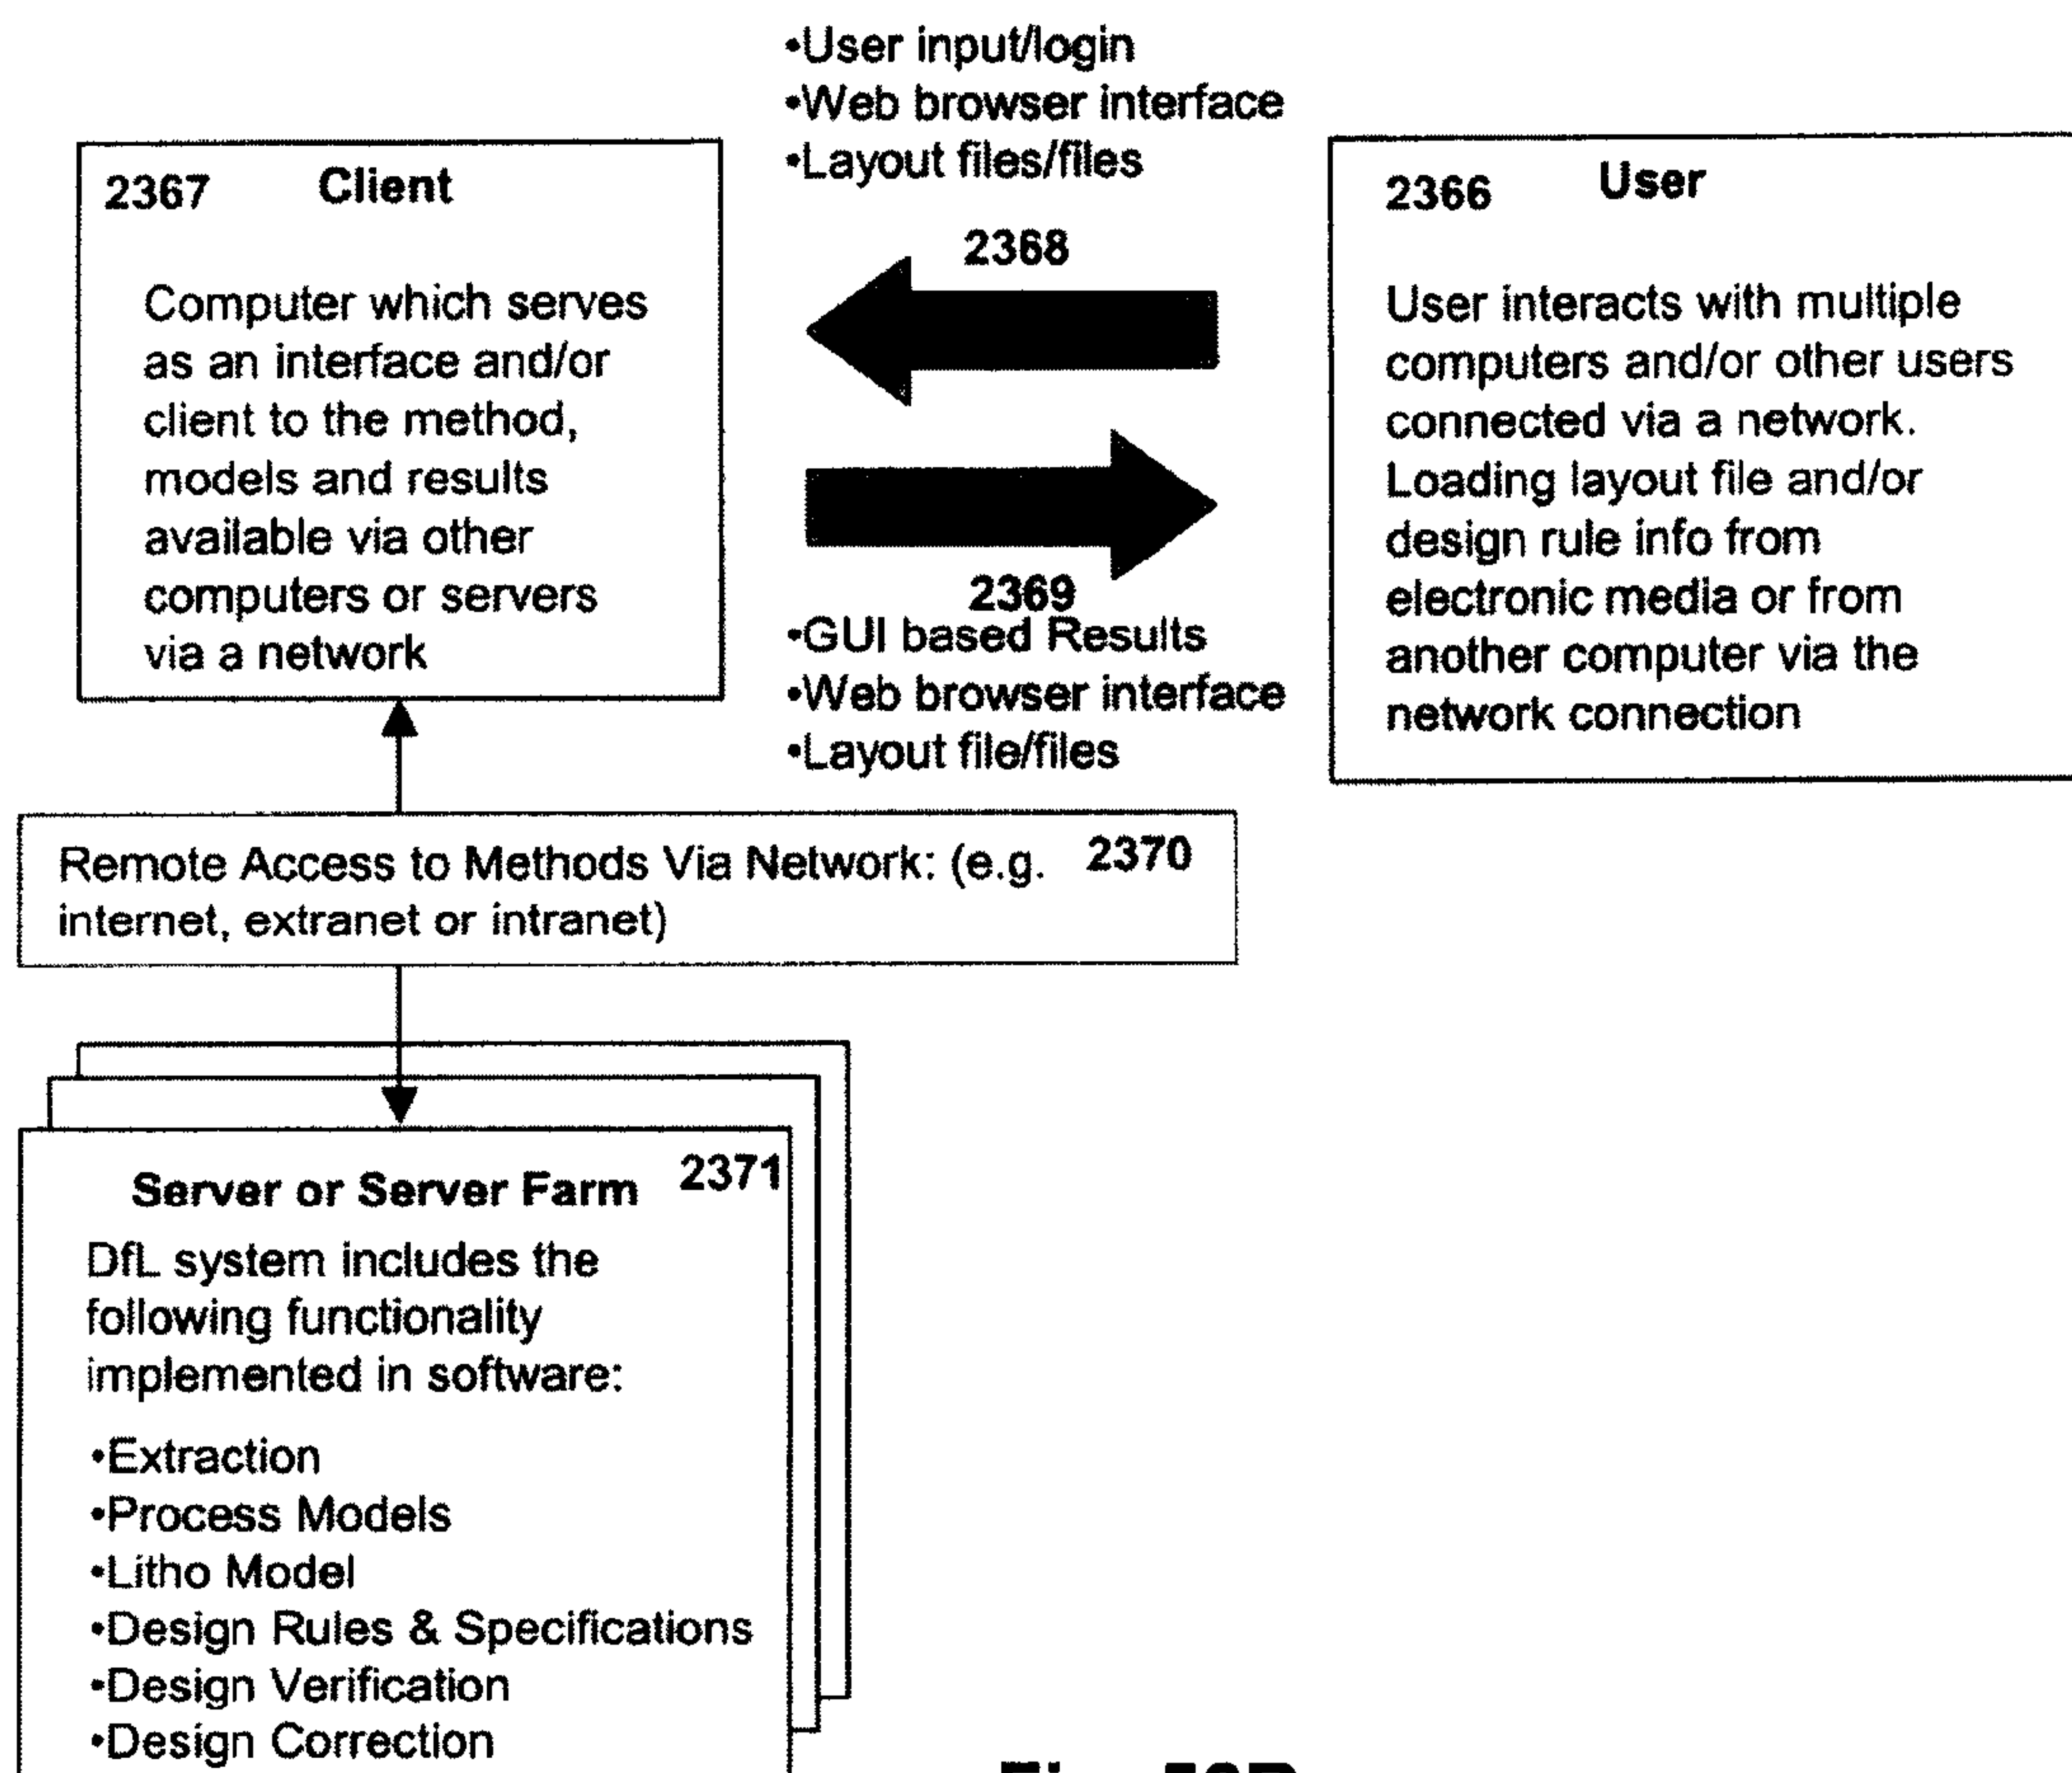 •User input/login
•Web browser interface
•Layout files/files
2367 Client
Computer which serves
as an interface and/or
client to the method,
models and results
available via other
computers or servers
via a network
2368
2369
•GUI based Results
•Web browser interface
•Layout file/files
2366 User
User interacts with multiple
computers and/or other users
connected via a network.
Loading layout file and/or
design rule info from
electronic media or from
another computer via the
network connection
Remote Access to Methods Via Network: (e.g. 2370
internet, extranet or intranet)
Server or Server Farm 2371
DfL system includes the
following functionality
implemented in software:
•Extraction
•Process Models
•Litho Model
•Design Rules & Specifications
•Design Verification
•Design Correction